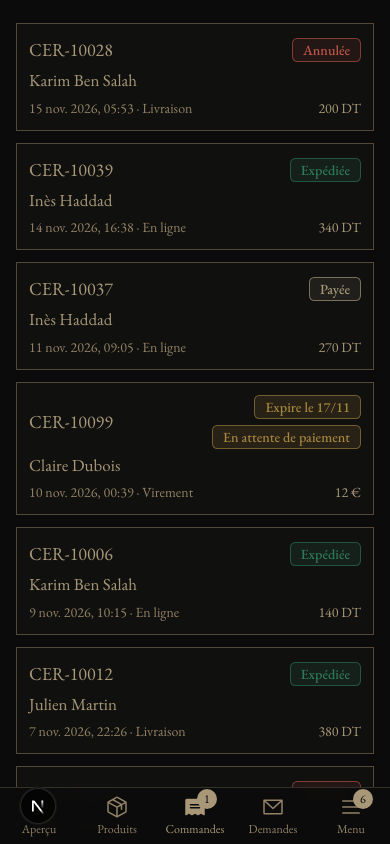 CER-10028
Annulée
Karim Ben Salah
15 nov. 2026, 05:53 · Livraison
200 DT
CER-10039
Expédiée
Inès Haddad
14 nov. 2026, 16:38 · En ligne
340 DT
CER-10037
Payée
Inès Haddad
11 nov. 2026, 09:05 · En ligne
270 DT
Expire le 17/11
CER-10099
En attente de paiement
Claire Dubois
10 nov. 2026, 00:39 · Virement
12 €
CER-10006
Expédiée
Karim Ben Salah
9 nov. 2026, 10:15 · En ligne
140 DT
CER-10012
Expédiée
Julien Martin
7 nov. 2026, 22:26 · Livraison
380 DT
N
1
6
Aperçu
Produits
Commandes
Demandes
Menu